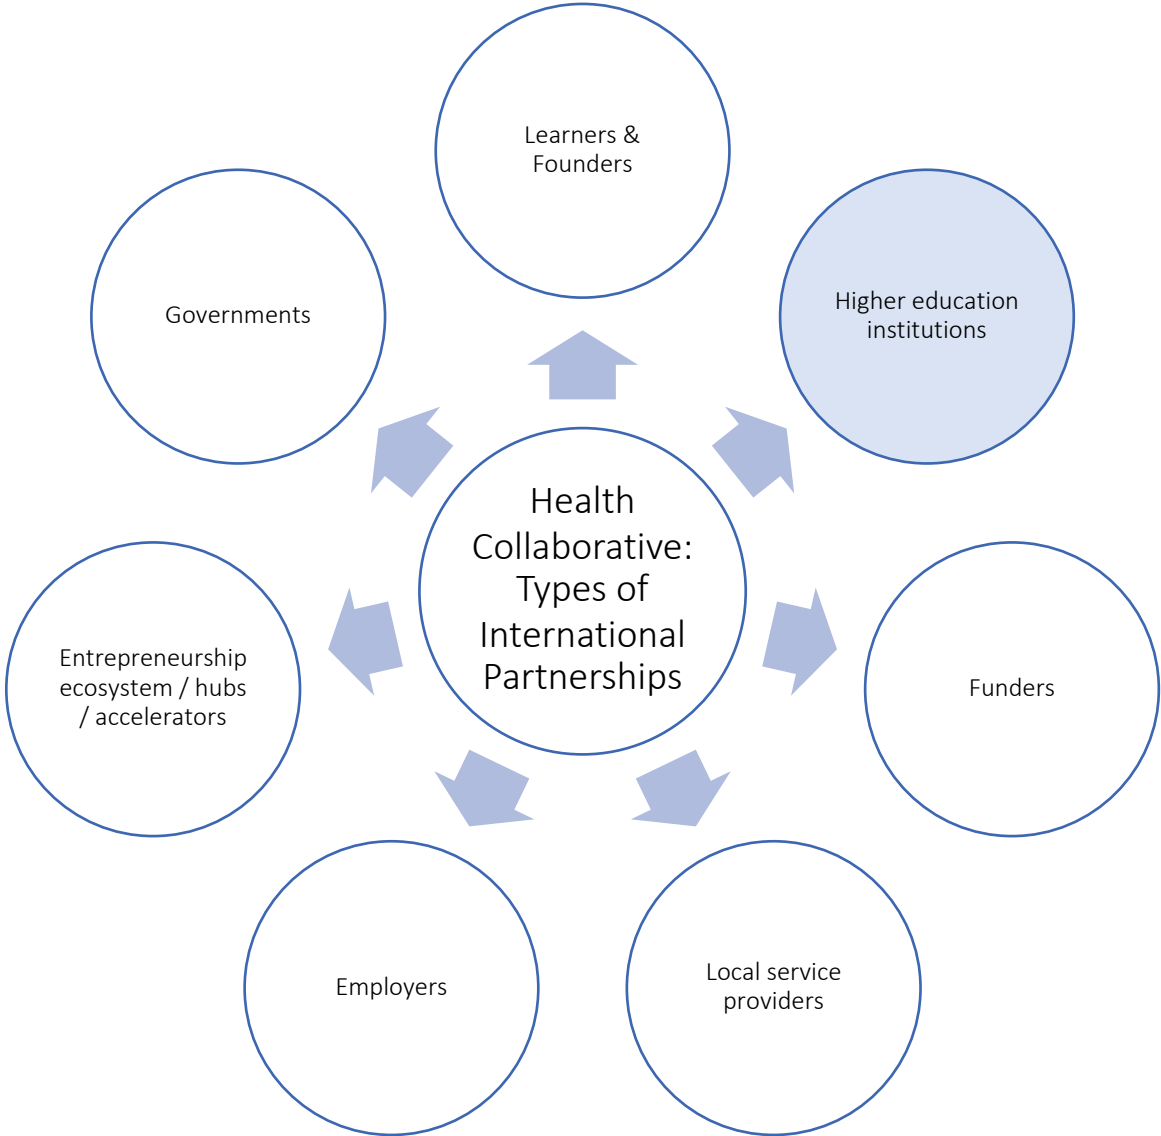 Learners &
Founders
Higher education
institutions
Governments
Health
Collaborative:
Types of
International
Partnerships
Entrepreneurship
ecosystem / hubs
/ accelerators
Funders
Employers
Local service
providers